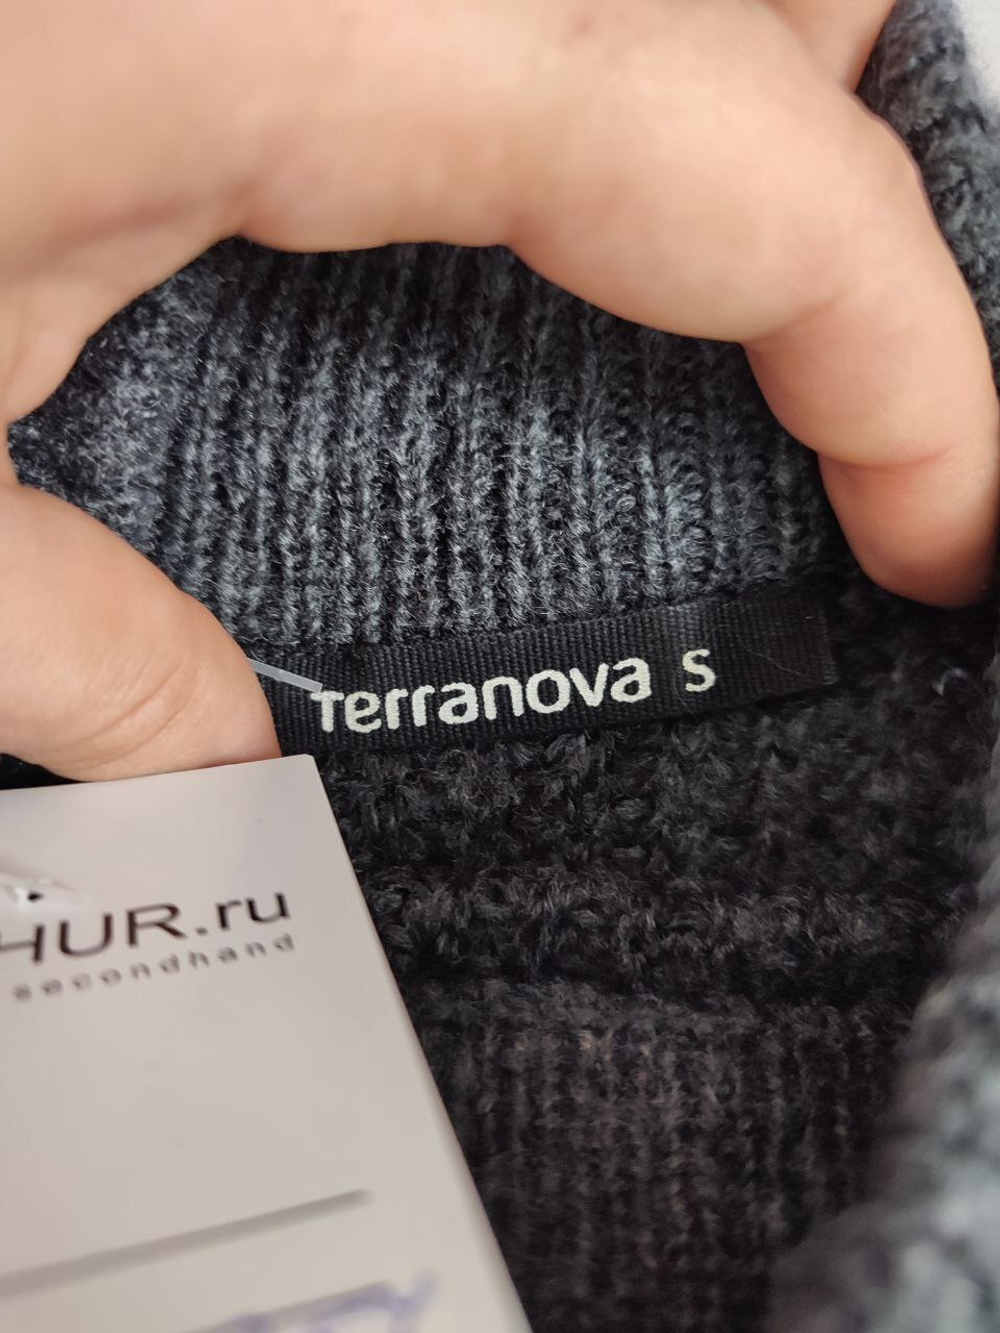 Terranova S
HUR.ru
secondhand